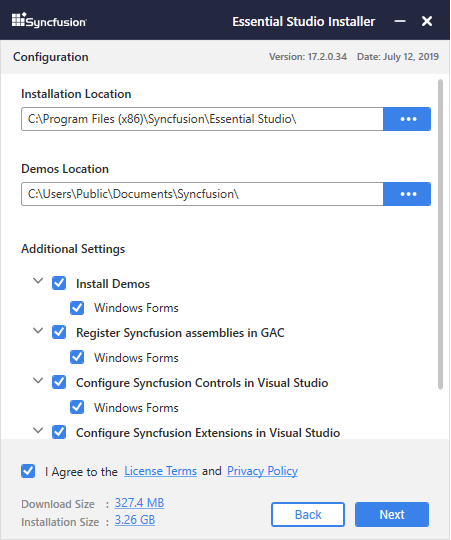 Syncfusion Essential Studio Installer
Configuration Version: 17.2.0.34 Date: July 12, 2019
Installation Location
C:\Program Files (x86)\Syncfusion\Essential Studio\
Demos Location
C:\Users\Public\Documents\Syncfusion\
Additional Settings
Install Demos
Windows Forms
Register Syncfusion assemblies in GAC
Windows Forms
Configure Syncfusion Controls in Visual Studio
Windows Forms
Configure Syncfusion Extensions in Visual Studio
I Agree to the License Terms and Privacy Policy
Download Size : 327.4 MB
Installation Size : 3.26 GB
Back Next